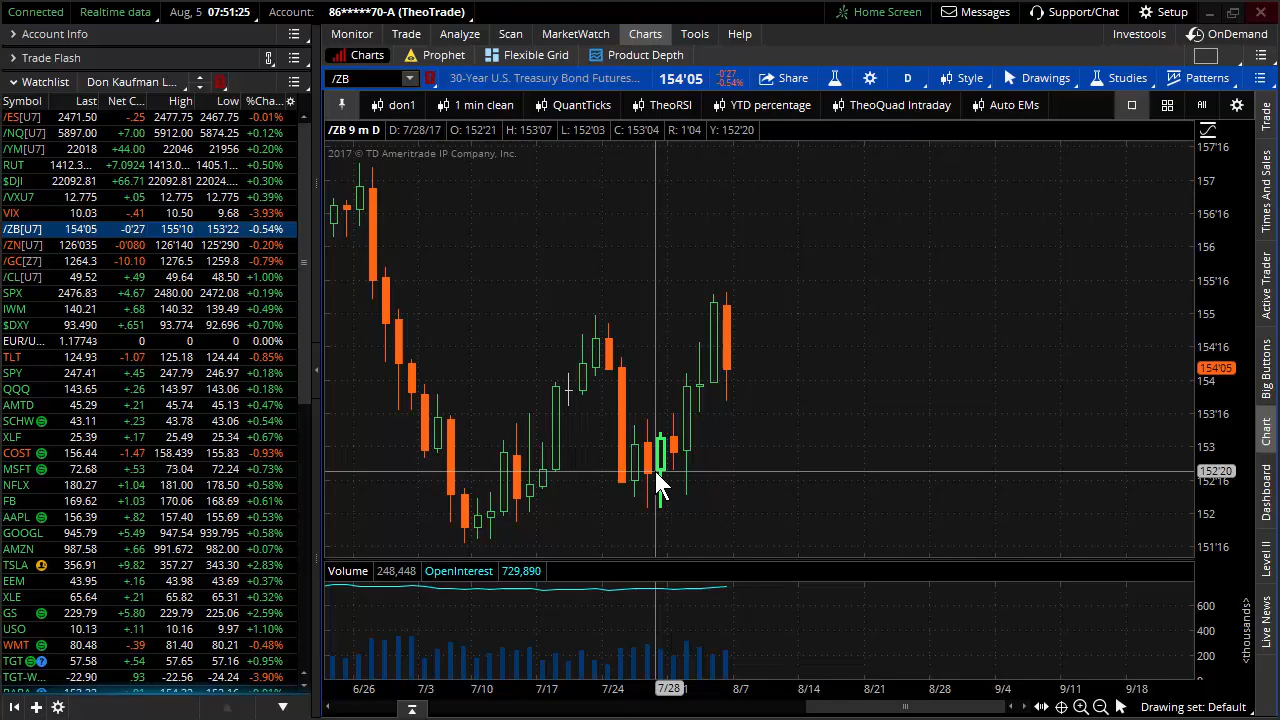 Connected Realtime data Aug, 5 07:51:25 Account: 86*****70-A (TheoTrade) Home Screen Messages Support/Chat Setup
Account Info
Trade Flash
Watchlist Don Kaufman L...
Symbol Last Net C... High Low %Cha...
/ES[U7] 2471.50 -.25 2477.75 2467.75 -0.01%
/NQ[U7] 5897.00 +7.00 5912.00 5874.25 +0.12%
/YM[U7] 22018 +44.00 22046 21956 +0.20%
RUT 1412.3... +7.0924 1413.0... 1405.1... +0.50%
$DJI 22092.81 +66.71 22092.81 22024.... +0.30%
/VXU7 12.775 +.05 12.775 12.775 +0.39%
VIX 10.03 -.41 10.50 9.68 -3.93%
/ZB[U7] 154'05 -0'27 155'10 153'22 -0.54%
/ZN[U7] 126'035 -0'080 126'140 125'290 -0.20%
/GC[Z7] 1264.3 -10.10 1276.5 1259.8 -0.79%
/CL[U7] 49.52 +.49 49.64 48.50 +1.00%
SPX 2476.83 +4.67 2480.00 2472.08 +0.19%
IWM 140.21 +.68 140.32 139.49 +0.49%
$DXY 93.490 +.651 93.774 92.696 +0.70%
EUR/U... 1.17743 0 0 0 0.00%
TLT 124.93 -1.07 125.18 124.44 -0.85%
SPY 247.41 +.45 247.79 246.97 +0.18%
QQQ 143.65 +.26 143.97 143.06 +0.18%
AMTD 45.29 +.21 45.74 45.13 +0.47%
SCHW 43.11 +.23 43.78 43.06 +0.54%
XLF 25.39 +.17 25.49 25.34 +0.67%
COST 156.44 -1.47 158.439 155.83 -0.93%
MSFT 72.68 +.53 73.04 72.24 +0.73%
NFLX 180.27 +1.04 181.00 178.50 +0.58%
FB 169.62 +1.03 170.06 168.69 +0.61%
AAPL 156.39 +.82 157.40 155.69 +0.53%
GOOGL 945.79 +5.49 947.54 939.795 +0.58%
AMZN 987.58 +.66 991.672 982.00 +0.07%
TSLA 356.91 +9.82 357.27 343.30 +2.83%
EEM 43.95 +.16 43.98 43.68 +0.37%
XLE 65.64 +.21 65.82 65.31 +0.32%
GS 229.79 +5.80 229.79 225.06 +2.59%
USO 10.13 +.11 10.16 9.97 +1.10%
WMT 80.48 -.39 81.40 80.21 -0.48%
TGT 57.58 +.54 57.65 57.16 +0.95%
TGT-W... -22.90 .93 -22.56 -24.24 -3.90%
Monitor Trade Analyze Scan MarketWatch Charts Tools Help Investools OnDemand
Charts Prophet Flexible Grid Product Depth
/ZB 30-Year U.S. Treasury Bond Futures... 154'05 -0'27 -0.54% Share D Style Drawings Studies Patterns
don1 1 min clean QuantTicks TheoRSI YTD percentage TheoQuad Intraday Auto EMs All
/ZB 9 m D D: 7/28/17 O: 152'21 H: 153'07 L: 152'03 C: 153'04 R: 1'04 Y: 152'20
2017 © TD Ameritrade IP Company, Inc.
157'16
157
156'16
156
155'16
155
154'16
154'05
154
153'16
153
152'20
152'16
152
151'16
Volume 248,448 OpenInterest 729,890
600
400
200
0
<thousands>
6/26 7/3 7/10 7/17 7/24 7/28 1 8/7 8/14 8/21 8/28 9/4 9/11 9/18
Drawing set: Default
Trade
Times And Sales
Active Trader
Big Buttons
Chart
Dashboard
Level II
Live News